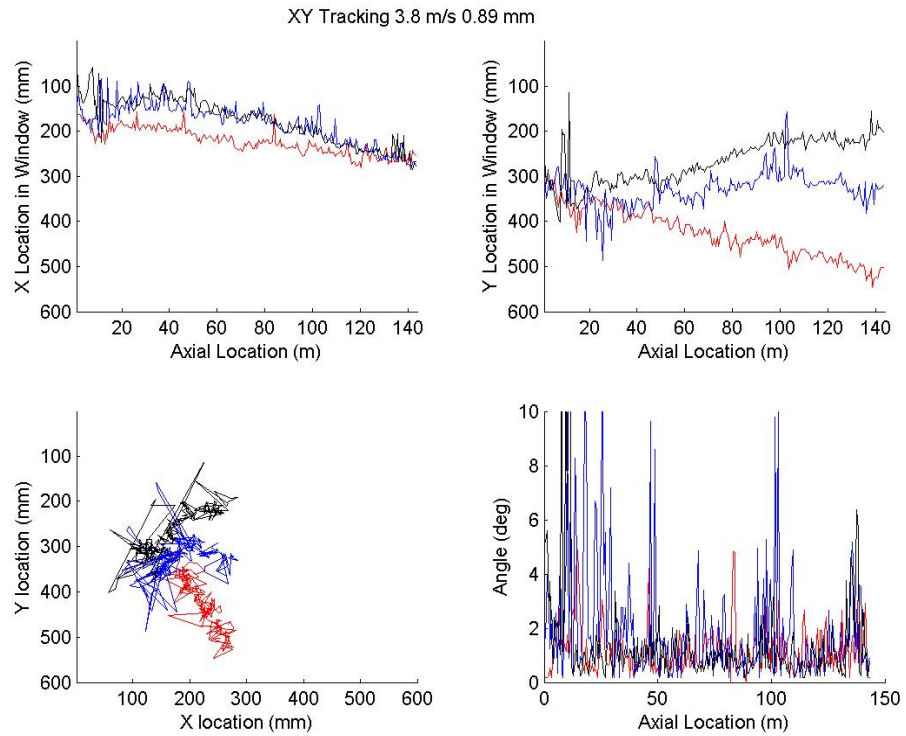 XY Tracking 3.8 m/s 0.89 mm
X Location in Window (mm)
100
200
300
400
500
600
20 40 60 80 100 120 140
Axial Location (m)
Y Location in Window (mm)
100
200
300
400
500
600
20 40 60 80 100 120 140
Axial Location (m)
Y location (mm)
100
200
300
400
500
600
100 200 300 400 500 600
X location (mm)
Angle (deg)
10
8
6
4
2
0
0 50 100 150
Axial Location (m)